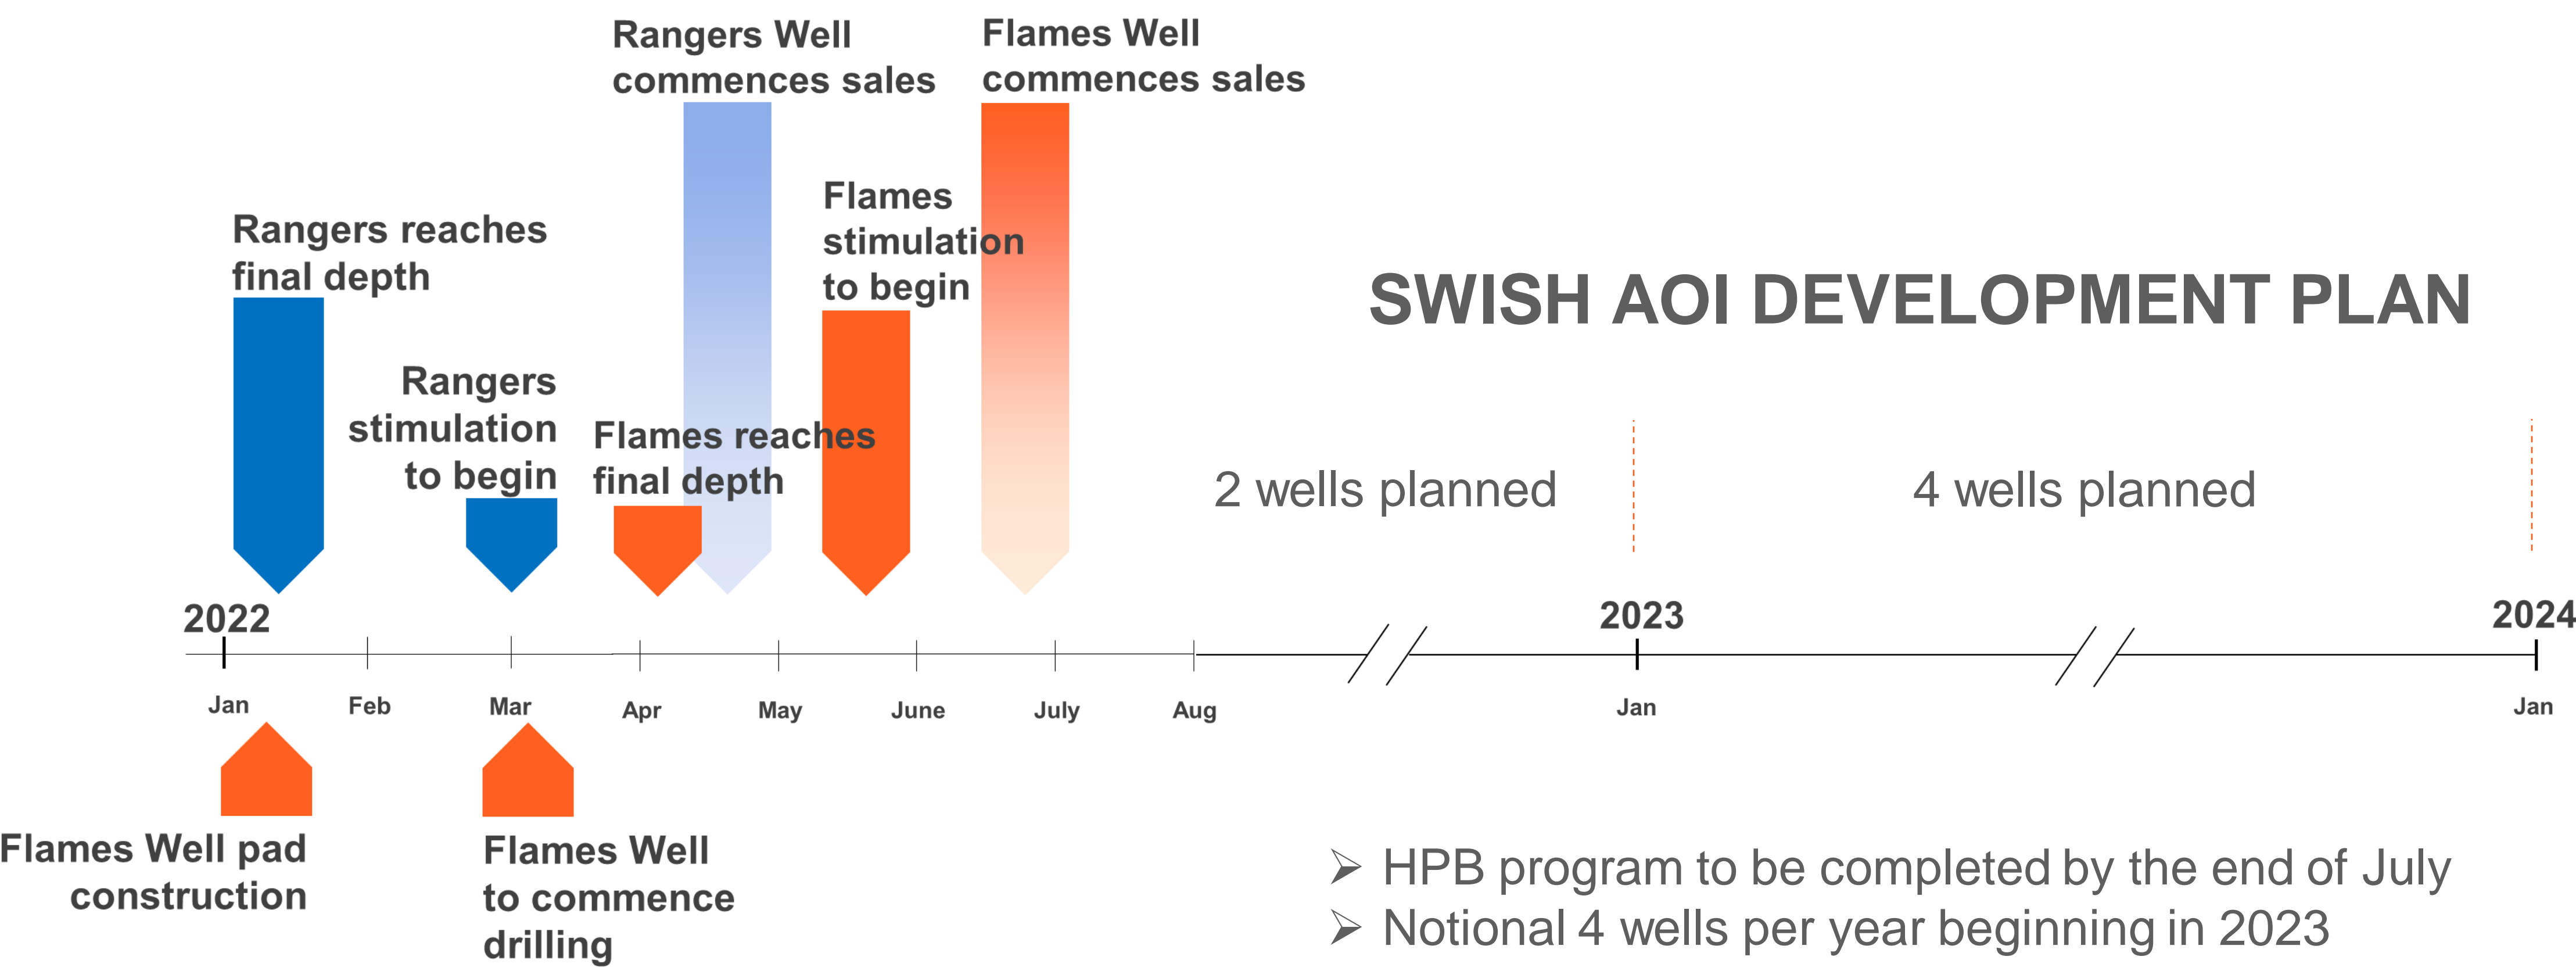 Rangers Well
commences sales
Flames Well
commences sales
Flames
stimulation
to begin
Rangers reaches
final depth
SWISH AOI DEVELOPMENT PLAN
Rangers
stimulation
to begin
Flames reaches
final depth
2 wells planned
4 wells planned
2022
2023
2024
Jan
Feb
Mar
Apr
May
June
July
Aug
Jan
Jan
Flames Well pad
construction
Flames Well
to commence
drilling
➢ HPB program to be completed by the end of July
➢ Notional 4 wells per year beginning in 2023